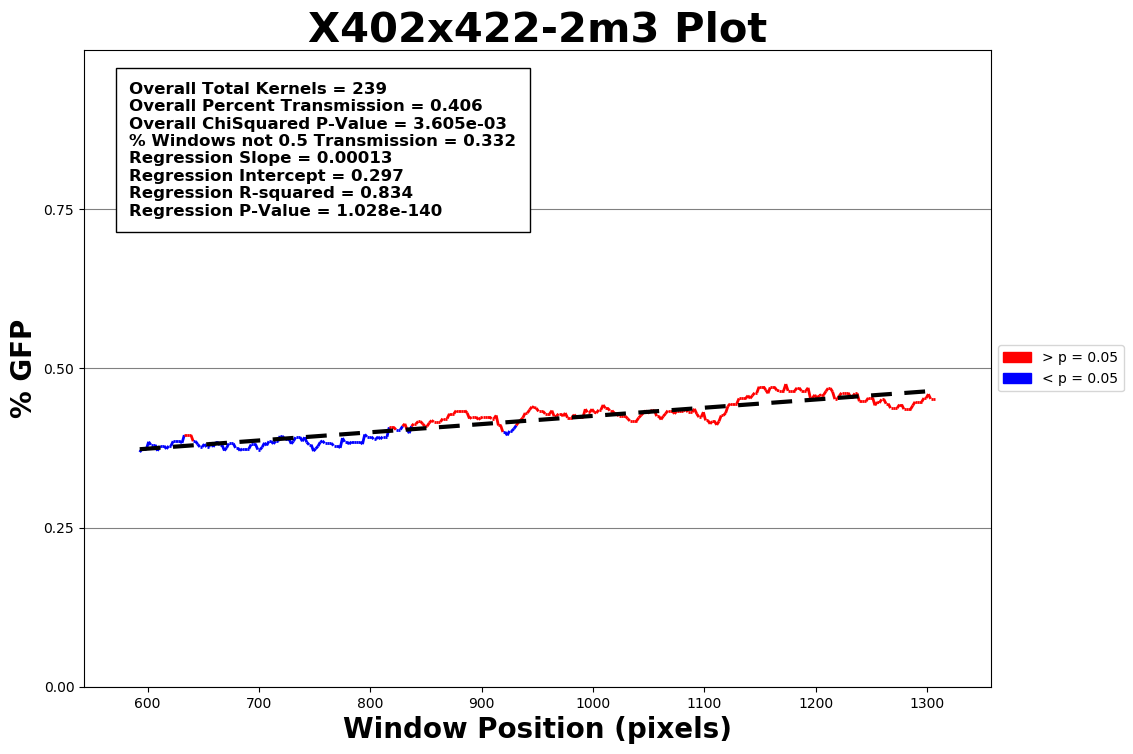 X402x422-2m3 Plot
Overall Total Kernels = 239
Overall Percent Transmission = 0.406
Overall ChiSquared P-Value = 3.605e-03
% Windows not 0.5 Transmission = 0.332
Regression Slope = 0.00013
Regression Intercept = 0.297
Regression R-squared = 0.834
Regression P-Value = 1.028e-140
% GFP
0.75
0.50
0.25
0.00
> p = 0.05
< p = 0.05
600 700 800 900 1000 1100 1200 1300
Window Position (pixels)